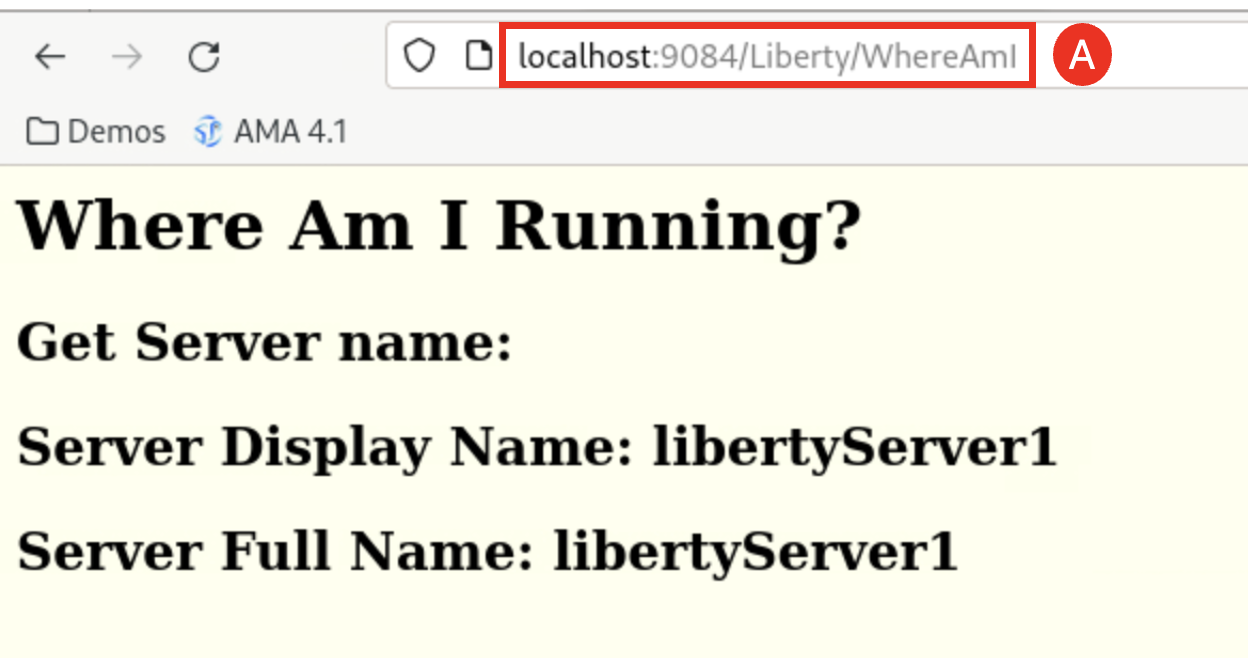 localhost:9084/Liberty/WhereAmI
A
Demos AMA 4.1
Where Am I Running?
Get Server name:
Server Display Name: libertyServer1
Server Full Name: libertyServer1